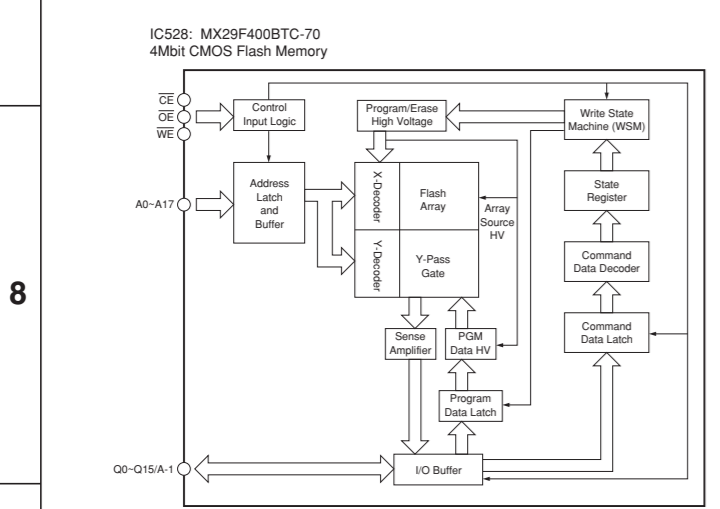 IC528: MX29F400BTC-70
4Mbit CMOS Flash Memory
CE
OE
WE
Control
Input Logic
Program/Erase
High Voltage
Write State
Machine (WSM)
A0~A17
Address
Latch
and
Buffer
X-Decoder
Flash
Array
Array
Source
HV
State
Register
Y-Decoder
Y-Pass
Gate
Command
Data Decoder
8
Sense
Amplifier
PGM
Data HV
Command
Data Latch
Program
Data Latch
Q0~Q15/A-1
I/O Buffer